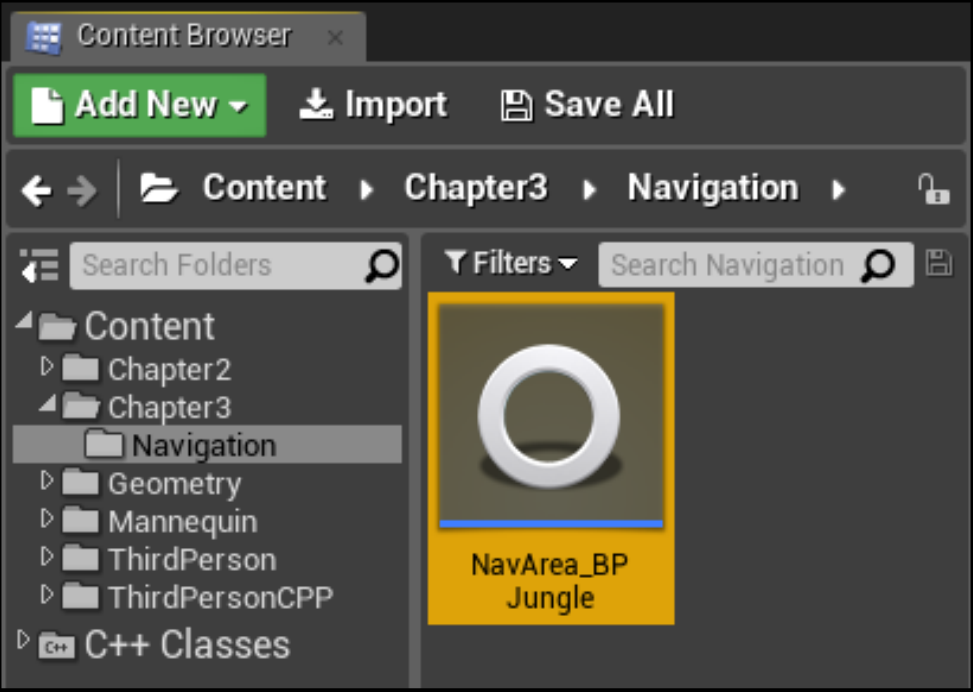 Content Browser
Add New Import Save All
Content Chapter3 Navigation
Search Folders
Filters Search Navigation
Content
Chapter2
Chapter3
Navigation
Geometry
Mannequin
ThirdPerson
ThirdPersonCPP
C++ C++ Classes
NavArea_BP
Jungle